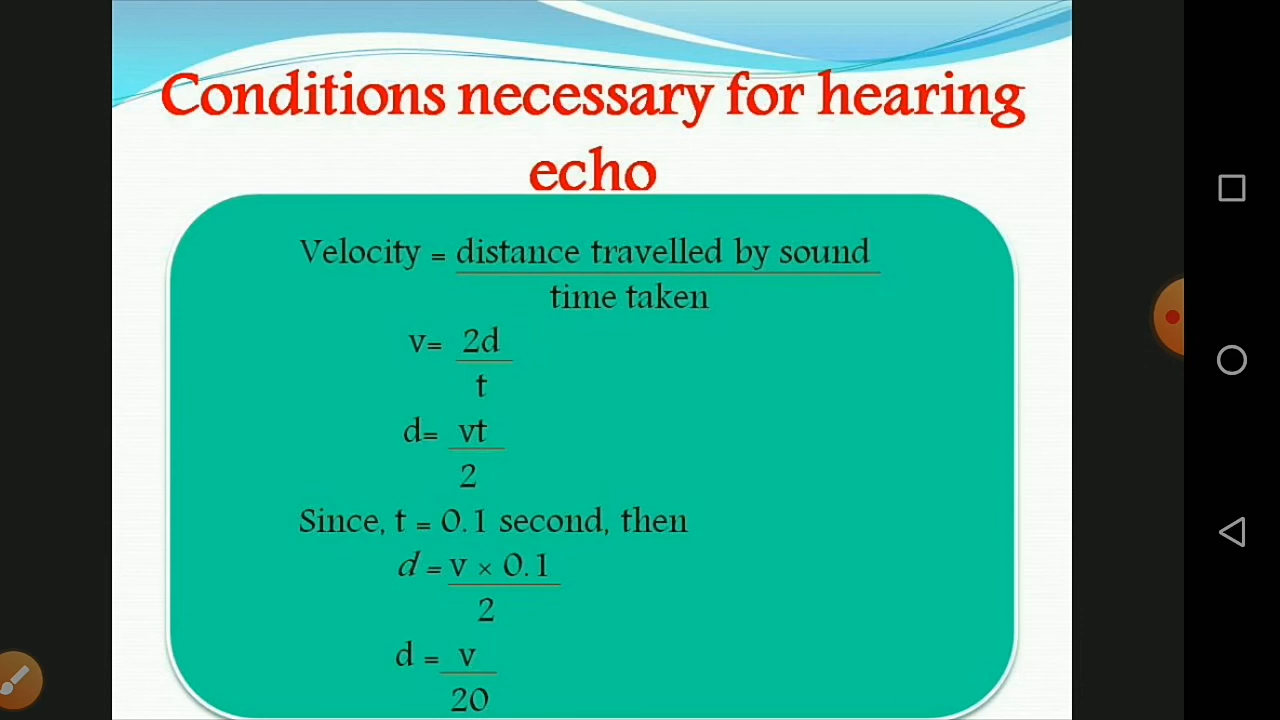 Conditions necessary for hearing
echo
Velocity = distance travelled by sound
time taken
v= 2d
t
d= vt
2
Since, t = 0.1 second, then
d = v × 0.1
2
d = v
20